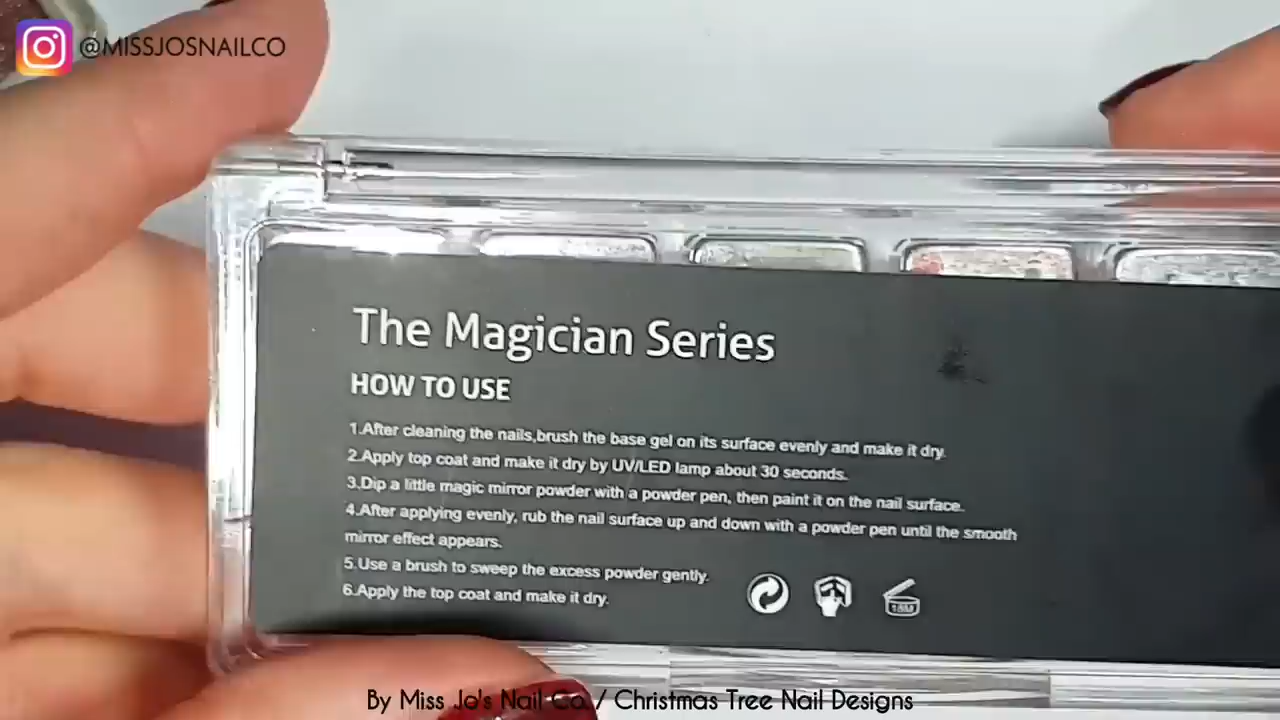 @MISSJOSNAILCO
The Magician Series
HOW TO USE
1.After cleaning the nails,brush the base gel on its surface evenly and make it dry.
2.Apply top coat and make it dry by UV/LED lamp about 30 seconds.
3.Dip a little magic mirror powder with a powder pen, then paint it on the nail surface.
4.After applying evenly, rub the nail surface up and down with a powder pen until the smooth
mirror effect appears.
5.Use a brush to sweep the excess powder gently.
6.Apply the top coat and make it dry.
18M
By Miss Jo's Nail Co. / Christmas Tree Nail Designs